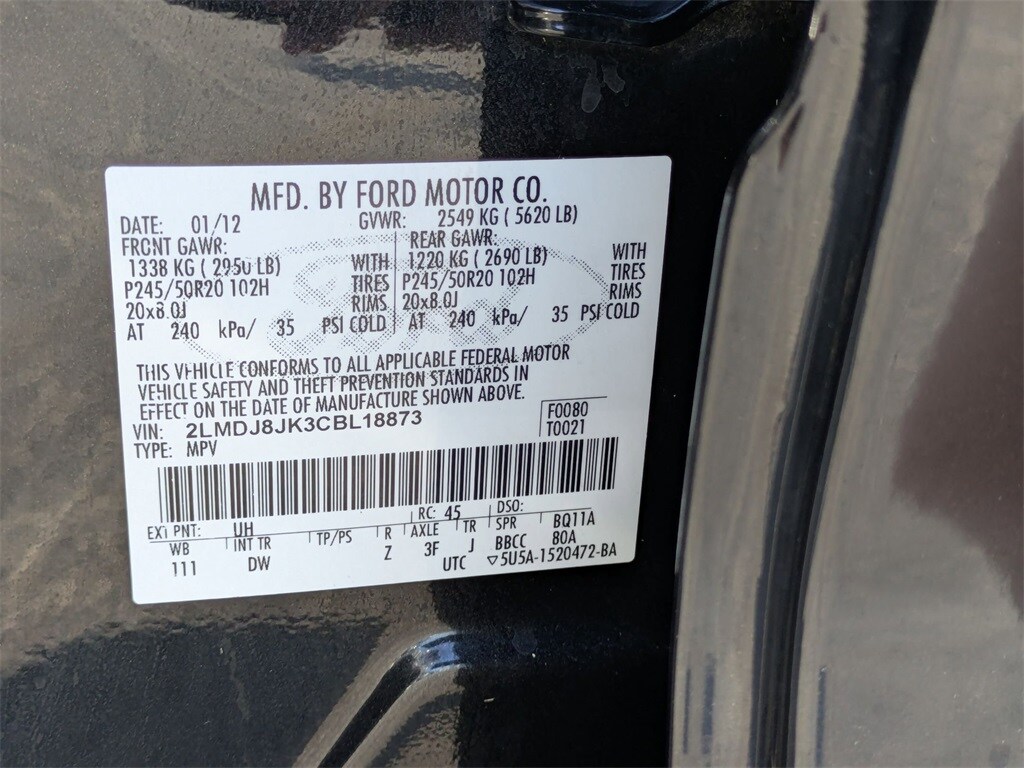 MFD. BY FORD MOTOR CO.
DATE: 01/12 GVWR: 2549 KG ( 5620 LB)
FRONT GAWR: REAR GAWR:
1338 KG ( 2950 LB) WITH 1220 KG ( 2690 LB) WITH
P245/50R20 102H TIRES P245/50R20 102H TIRES
20x8.0J RIMS 20x8.0J RIMS
AT 240 kPa/ 35 PSI COLD AT 240 kPa/ 35 PSI COLD
THIS VEHICLE CONFORMS TO ALL APPLICABLE FEDERAL MOTOR
VEHICLE SAFETY AND THEFT PREVENTION STANDARDS IN
EFFECT ON THE DATE OF MANUFACTURE SHOWN ABOVE.
VIN: 2LMDJ8JK3CBL18873 F0080
TYPE: MPV T0021
EXT PNT: UH RC: 45 DSO:
WB INT TR TP/PS R AXLE TR SPR BQ11A
111 DW Z 3F J BBCC 80A
UTC ▽5U5A-1520472-BA